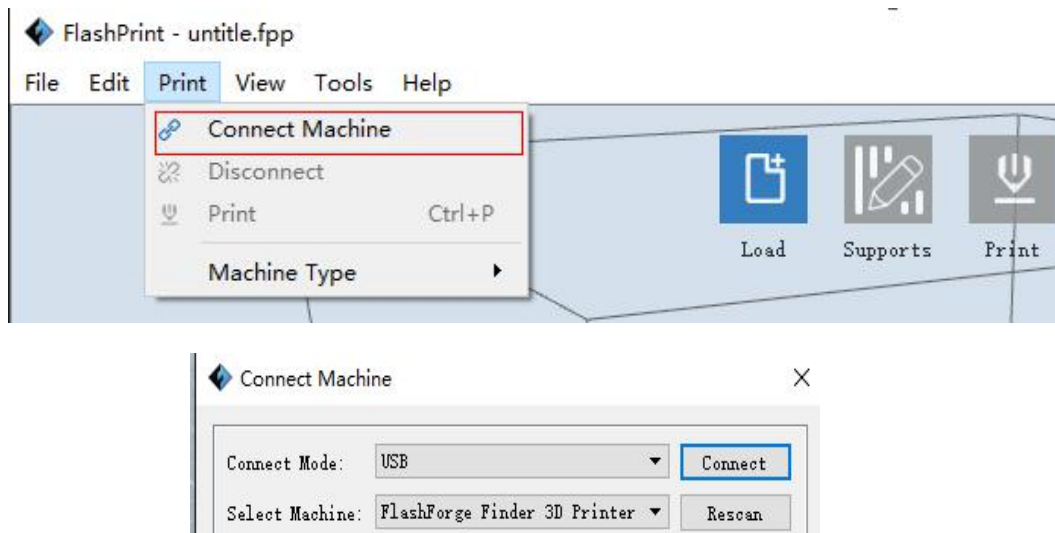 FlashPrint - untitle.fpp
File Edit Print View Tools Help
Connect Machine
Disconnect
Print Ctrl+P
Machine Type
Load Supports Print
Connect Machine
Connect Mode: USB Connect
Select Machine: FlashForge Finder 3D Printer Rescan